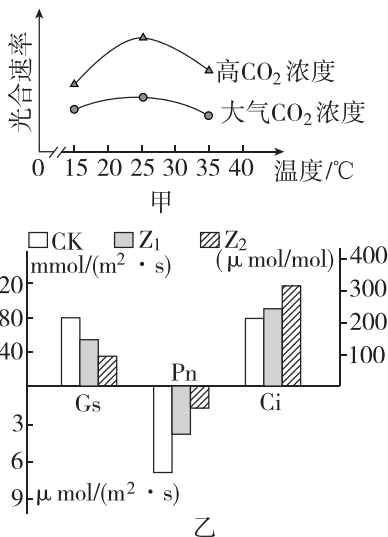 光合速率
高CO₂浓度
大气CO₂浓度
0 15 20 25 30 35 40 温度/℃
甲
CK Z₁ Z₂
mmol/(m²·s) (μmol/mol)
20 400
80 300
40 200
100
Gs Pn Ci
3
6
9 μmol/(m²·s)
乙